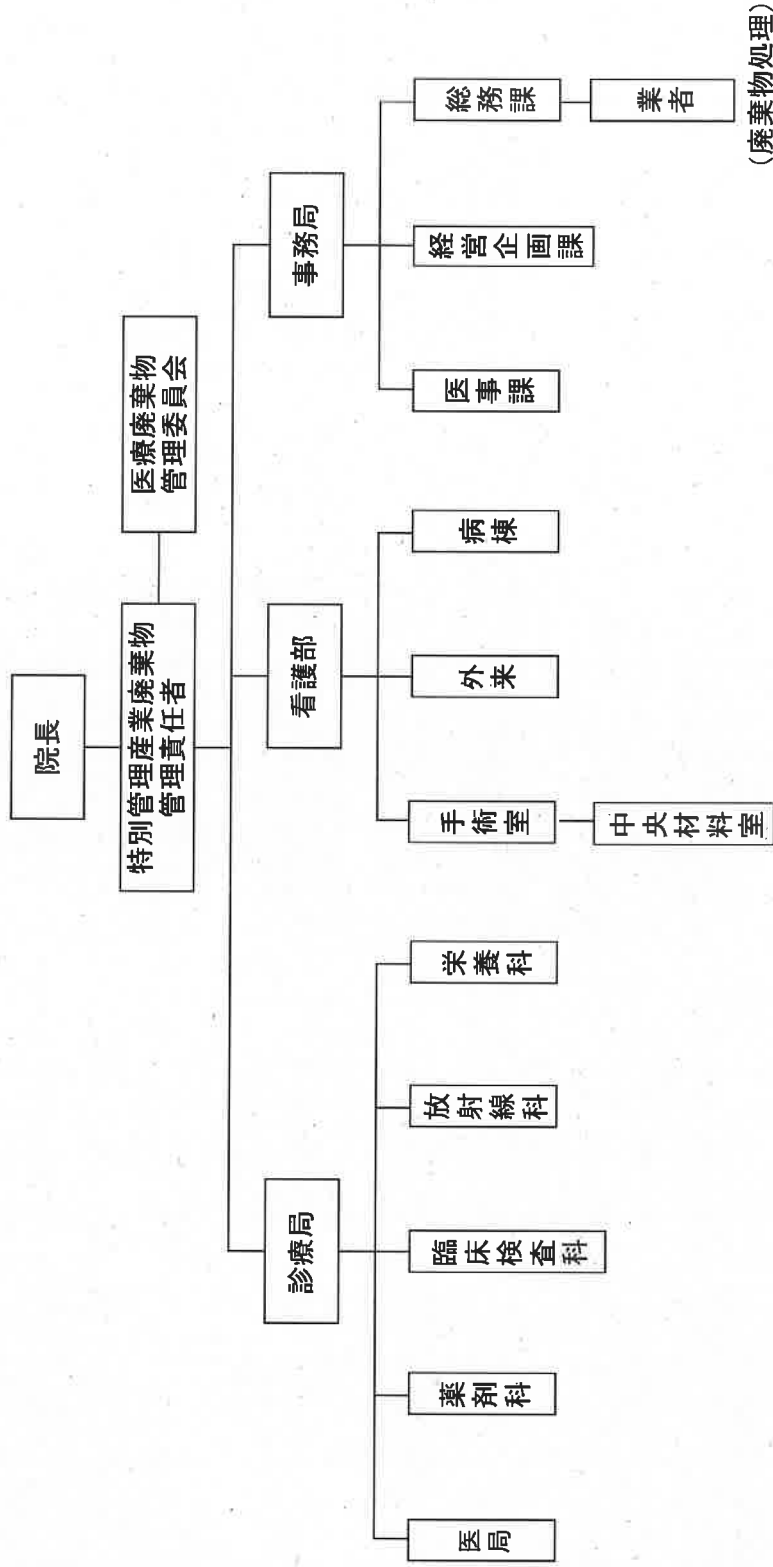 院長
特別管理産業廃棄物
管理責任者
医療廃棄物
管理委員会
診療局
看護部
事務局
医局
薬剤科
臨床検査科
放射線科
栄養科
手術室
外来
病棟
医事課
経営企画課
総務課
中央材料室
業者
(廃棄物処理)